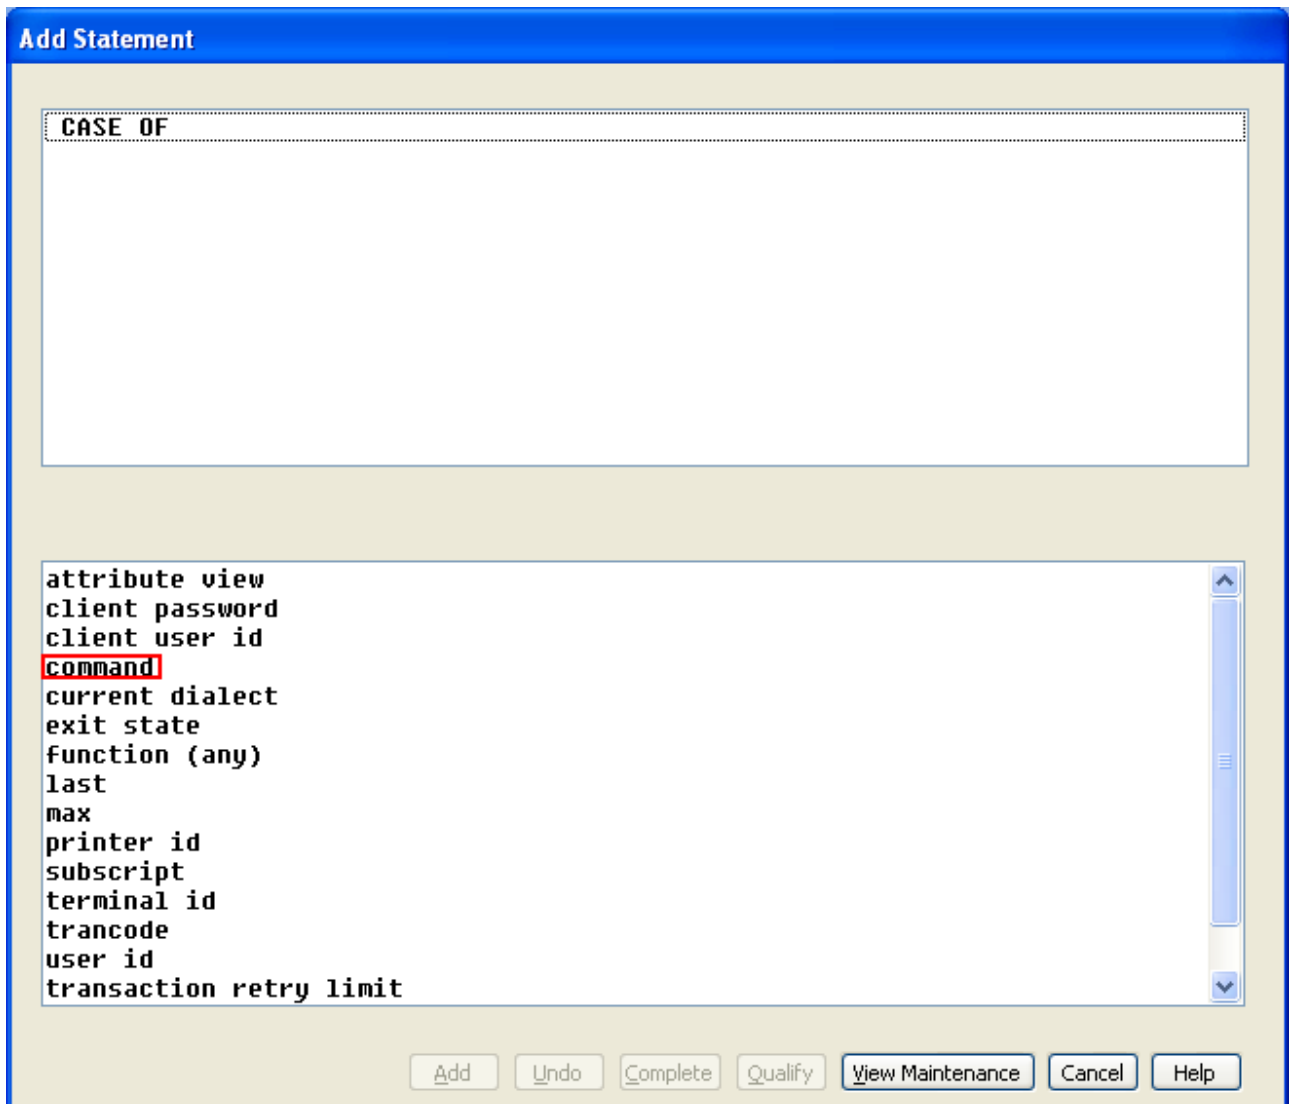 Add Statement
CASE OF
attribute view
client password
client user id
command
current dialect
exit state
function (any)
last
max
printer id
subscript
terminal id
trancode
user id
transaction retry limit
Add Undo Complete Qualify View Maintenance Cancel Help